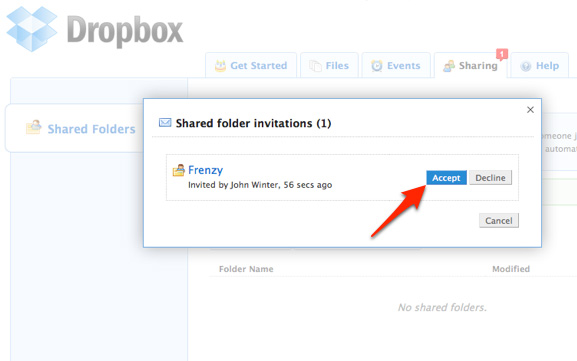 Dropbox
Get Started Files Events Sharing 1 Help
Shared Folders
Shared folder invitations (1)
omeone j
automa
Frenzy
Invited by John Winter, 56 secs ago
Accept Decline
Cancel
Folder Name Modified
No shared folders.